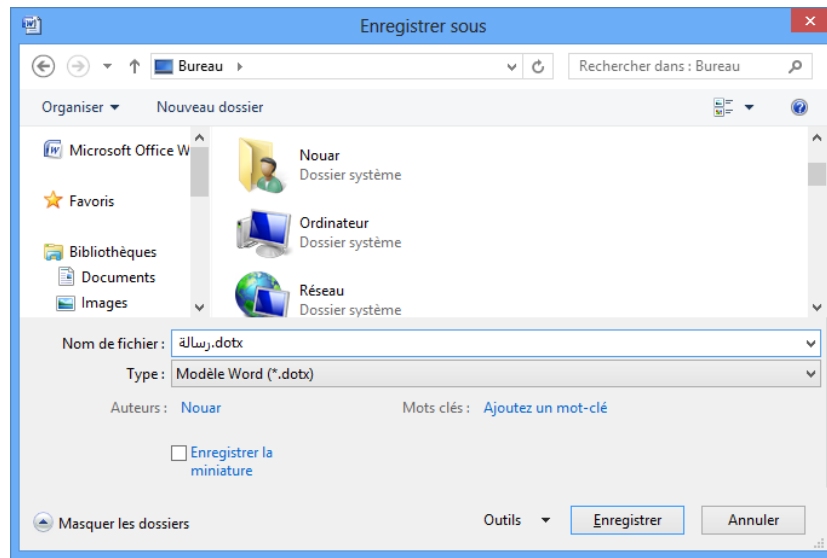 Enregistrer sous
Bureau
Rechercher dans : Bureau
Organiser
Nouveau dossier
Microsoft Office W
Favoris
Bibliothèques
Documents
Images
Nouar
Dossier système
Ordinateur
Dossier système
Réseau
Dossier système
Nom de fichier : رسالة.dotx
Type : Modèle Word (*.dotx)
Auteurs : Nouar Mots clés : Ajoutez un mot-clé
Enregistrer la
miniature
Masquer les dossiers
Outils
Enregistrer
Annuler